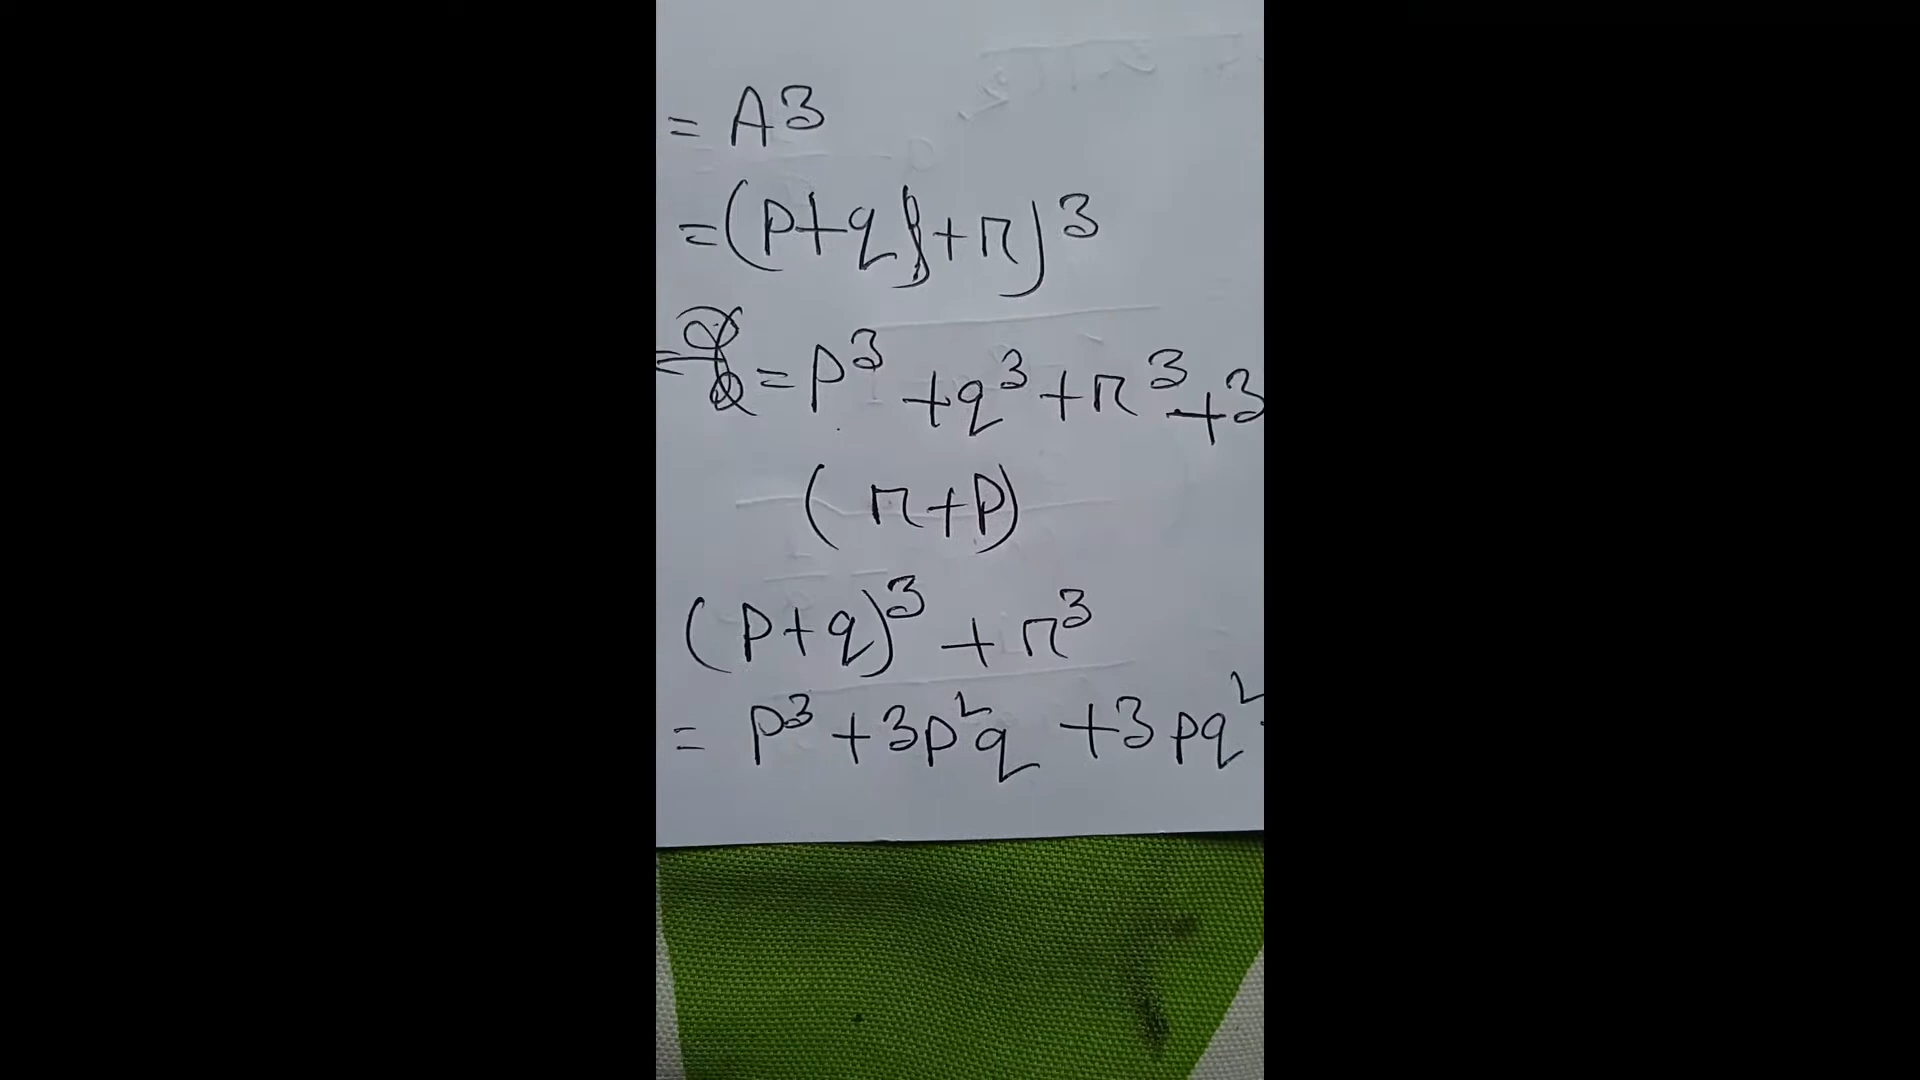 = A3
= (p+q)+r)³
= p³ +q³ +r³ +3
(r+p)
(p+q)³ + r³
= p³ +3p²q +3pq²